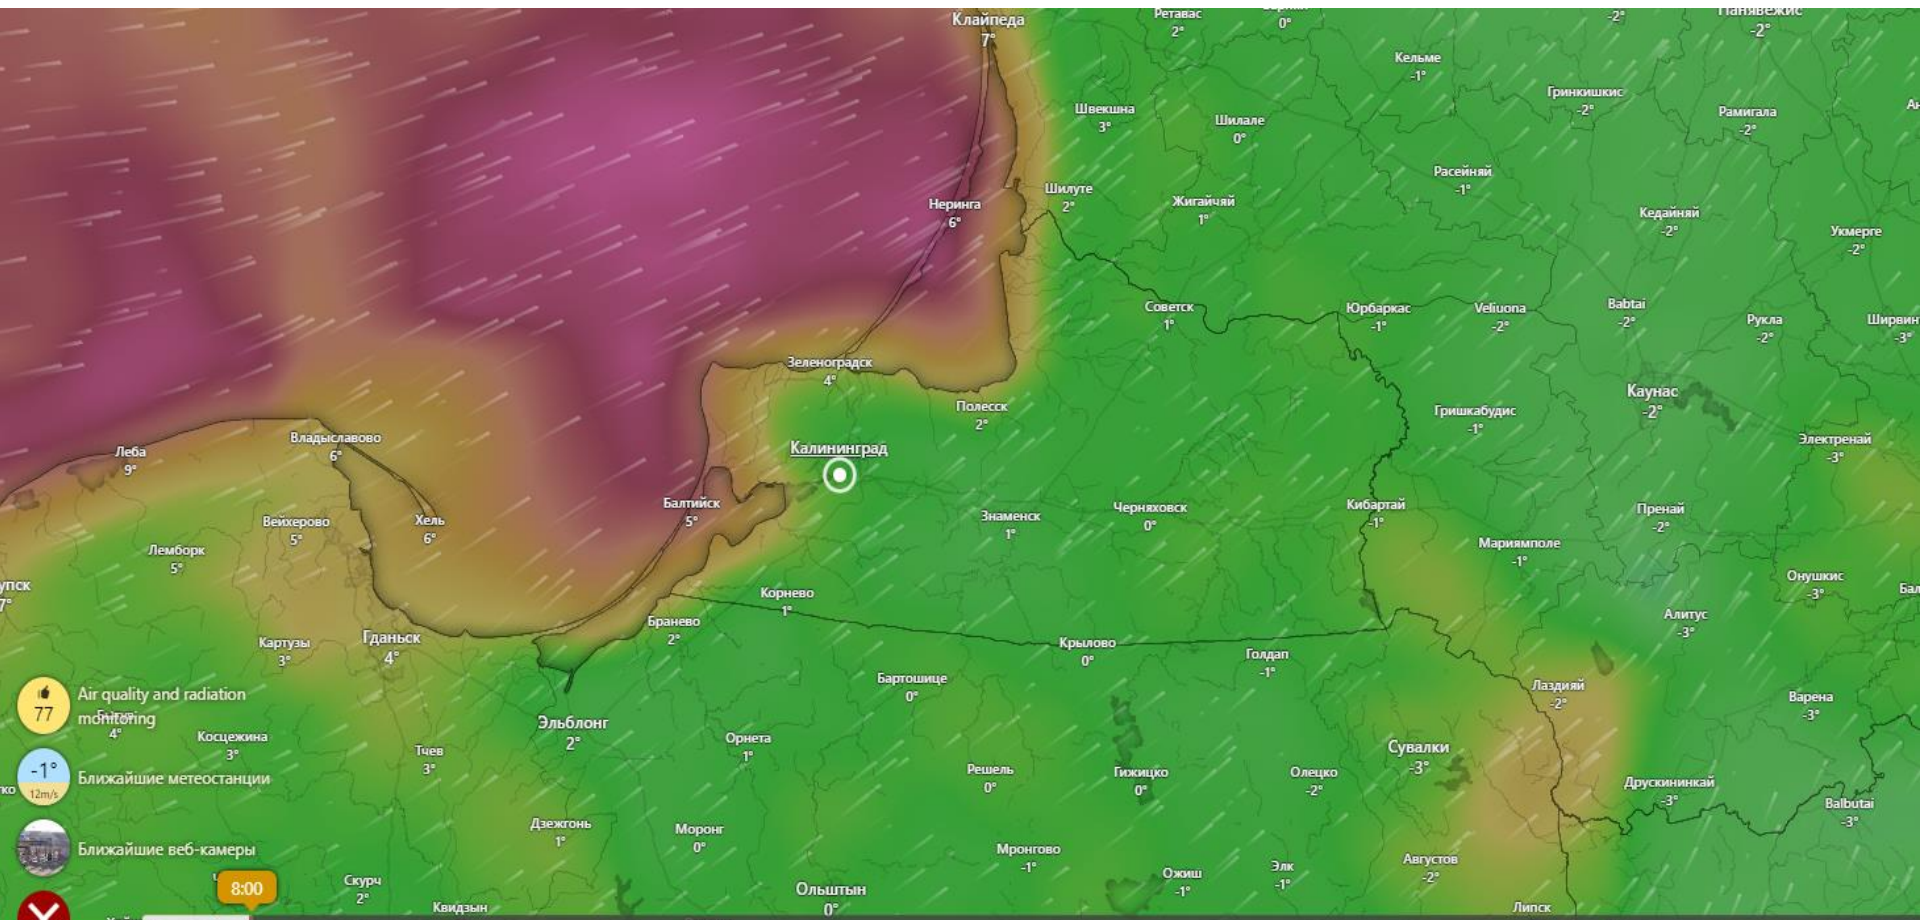 Клайпеда
7°
Ретавас
2°
0°
-2°
Панявежис
-2°
Кельме
-1°
Гринкишкис
-2°
Рамигала
-2°
Швекшна
3°
Шилале
0°
Расейняй
-1°
Шилуте
2°
Жигайчяй
1°
Неринга
6°
Кедайняй
-2°
Укмерге
-2°
Советск
1°
Юрбаркас
-1°
Veliuona
-2°
Babtai
-2°
Рукла
-2°
Ширвин
-3°
Зеленоградск
4°
Полесск
2°
Каунас
-2°
Гришкабудис
-1°
Электренай
-3°
Владыславово
6°
Леба
9°
Калининград
Балтийск
5°
Знаменск
1°
Черняховск
0°
Кибартай
-1°
Пренай
-2°
Вейхерово
5°
Хель
6°
Лемборк
5°
Мариямполе
-1°
Онушкис
-3°
упск
7°
Корнево
1°
Бранево
2°
Алитус
-3°
Бал
Картузы
3°
Гданьск
4°
Крылово
0°
Голдап
-1°
Бартошице
0°
Лаздияй
-2°
Варена
-3°
77
Air quality and radiation
monitoring
4°
Косцежина
3°
Эльблонг
2°
Тчев
3°
Орнета
1°
Решель
0°
Гижицко
0°
Олецко
-2°
Сувалки
-3°
Друскининкай
-3°
Balbutai
-3°
-1°
12m/s
Ближайшие метеостанции
Дзежгонь
1°
Моронг
0°
Мронгово
-1°
Ожиш
-1°
Элк
-1°
Августов
-2°
Ближайшие веб-камеры
8:00
Скурч
2°
Квидзын
Ольштын
0°
Липск